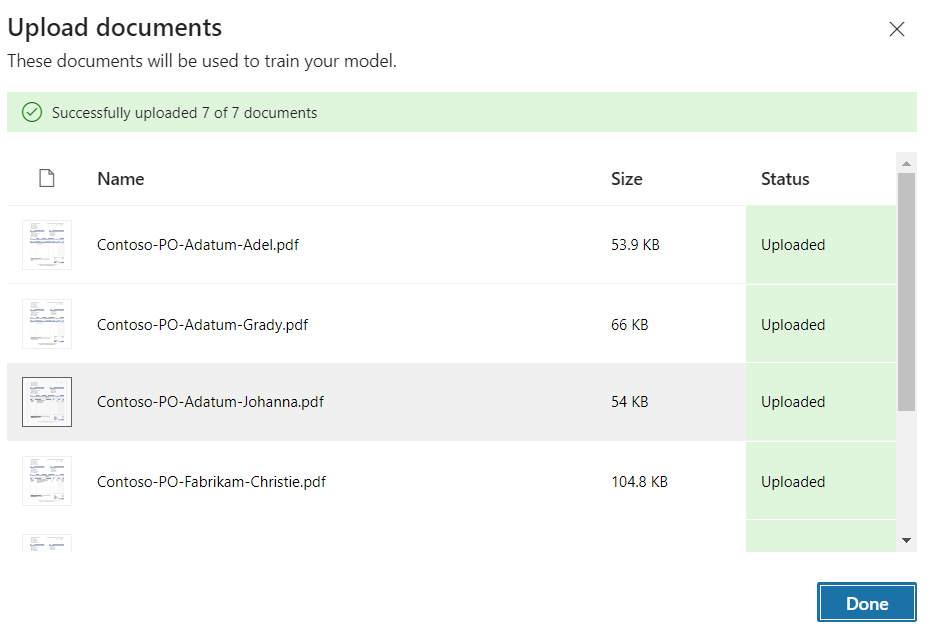 Upload documents
These documents will be used to train your model.
Successfully uploaded 7 of 7 documents
Name Size Status
Contoso-PO-Adatum-Adel.pdf 53.9 KB Uploaded
Contoso-PO-Adatum-Grady.pdf 66 KB Uploaded
Contoso-PO-Adatum-Johanna.pdf 54 KB Uploaded
Contoso-PO-Fabrikam-Christie.pdf 104.8 KB Uploaded
Done